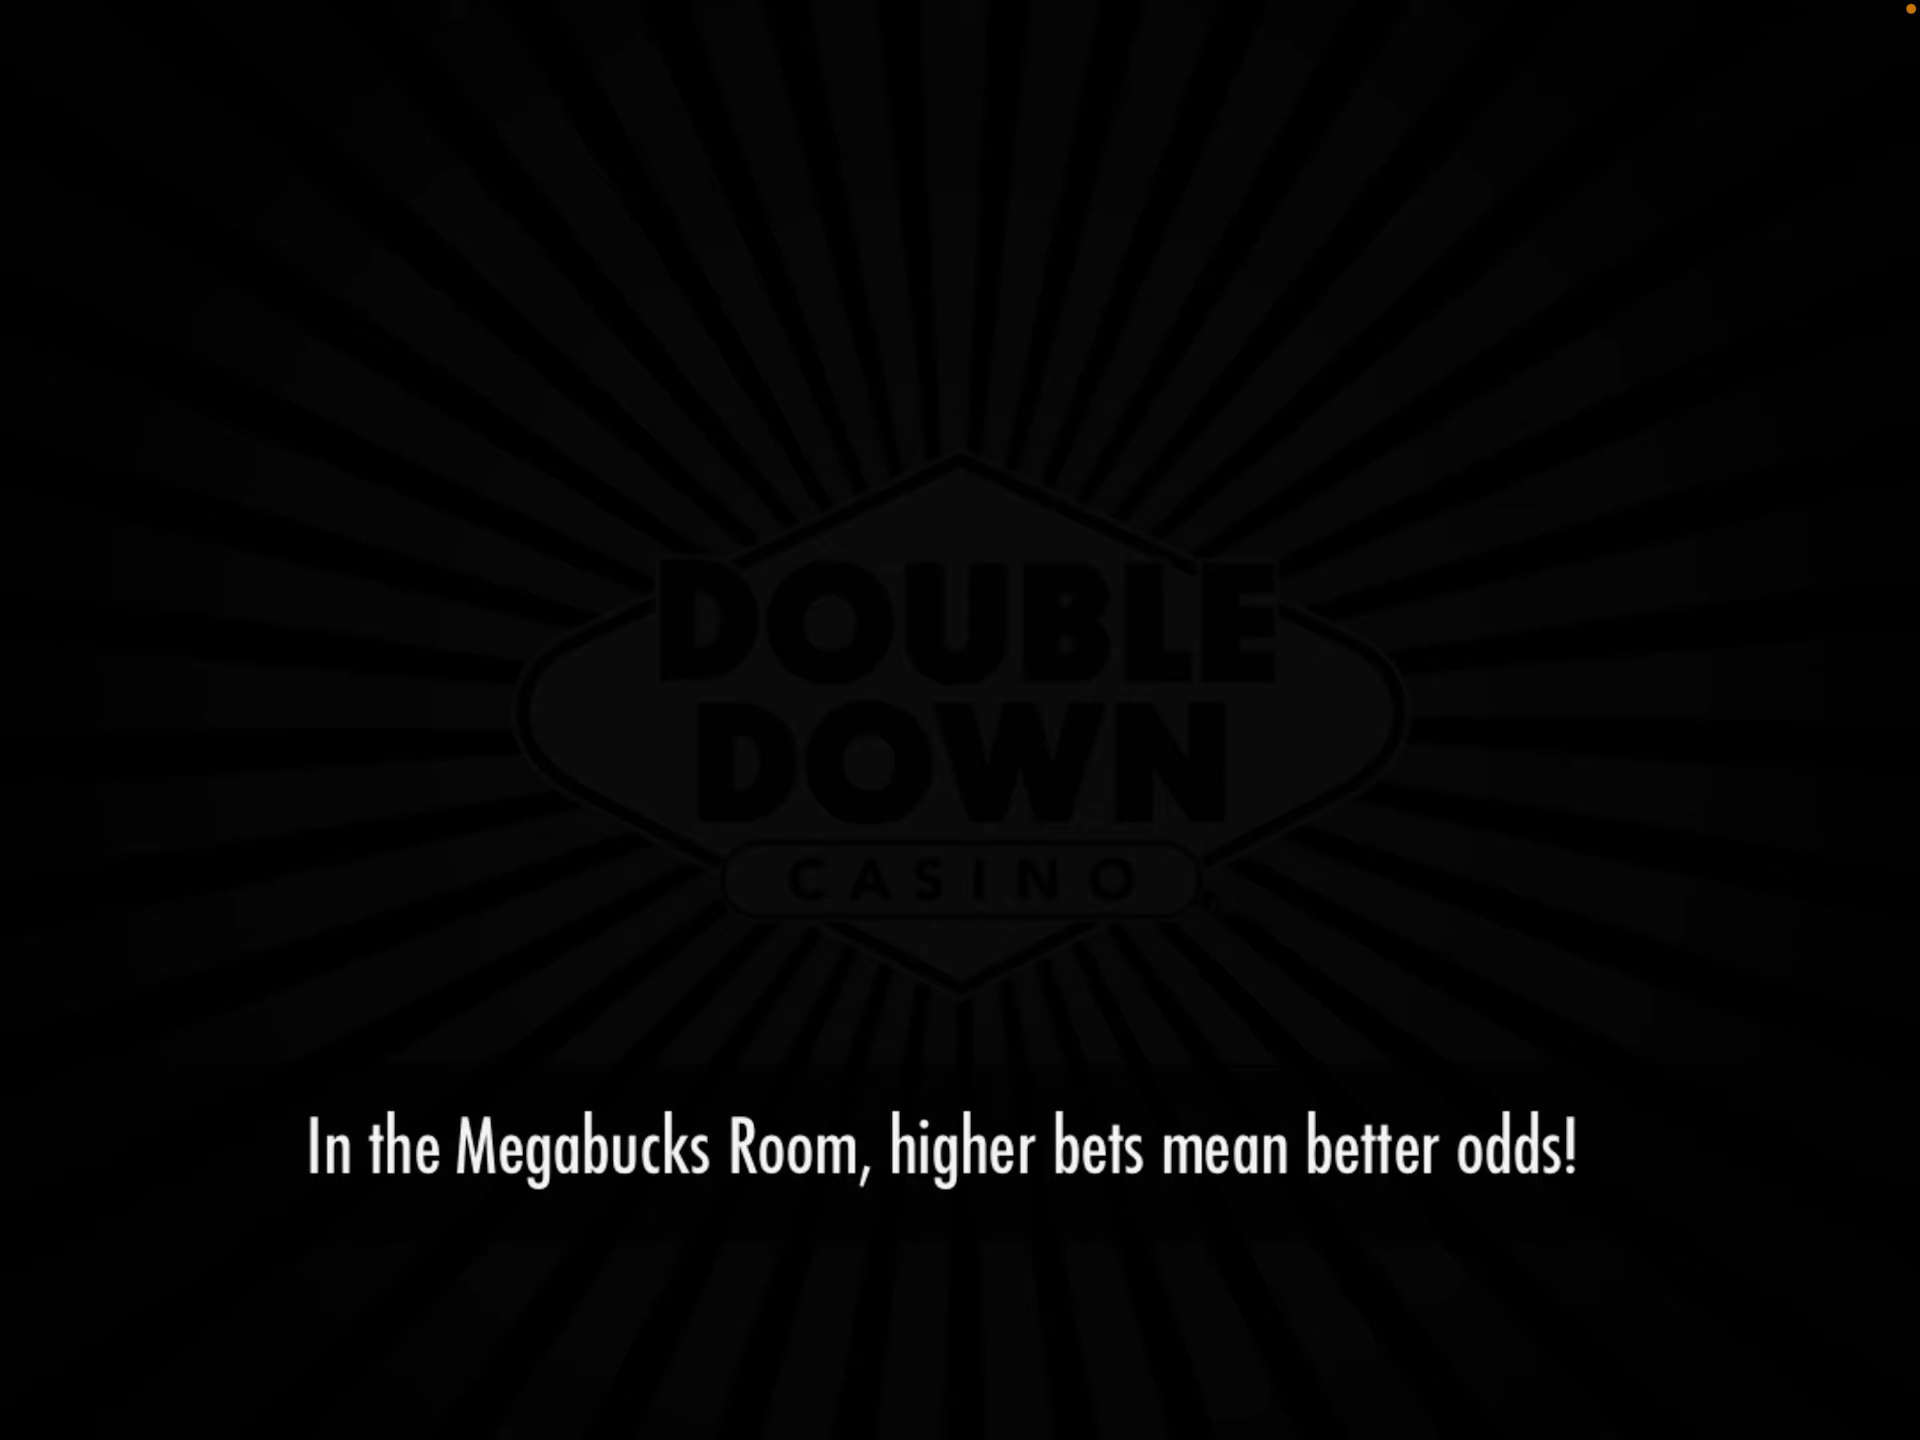 DOUBLE
DOWN
CASINO
In the Megabucks Room, higher bets mean better odds!